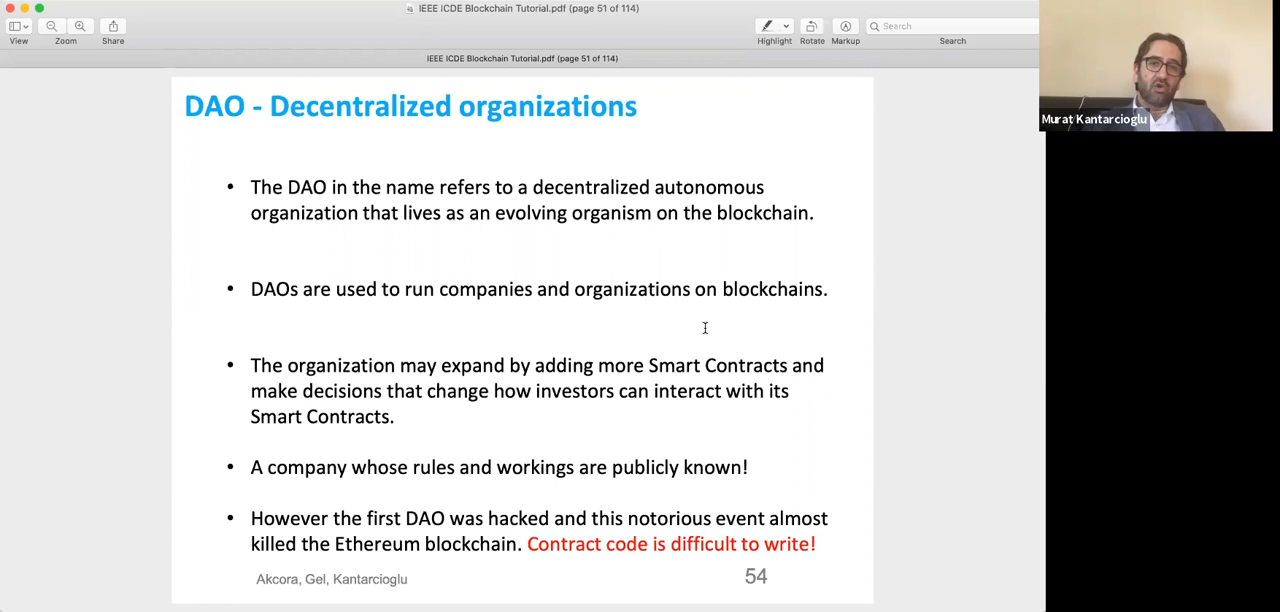 IEEE ICDE Blockchain Tutorial.pdf (page 51 of 114)
View
Zoom
Share
Highlight
Rotate
Markup
Search
Search
IEEE ICDE Blockchain Tutorial.pdf (page 51 of 114)
Murat Kantarcioglu
DAO - Decentralized organizations
• The DAO in the name refers to a decentralized autonomous
organization that lives as an evolving organism on the blockchain.
• DAOs are used to run companies and organizations on blockchains.
• The organization may expand by adding more Smart Contracts and
make decisions that change how investors can interact with its
Smart Contracts.
• A company whose rules and workings are publicly known!
• However the first DAO was hacked and this notorious event almost
killed the Ethereum blockchain. Contract code is difficult to write!
Akcora, Gel, Kantarcioglu
54